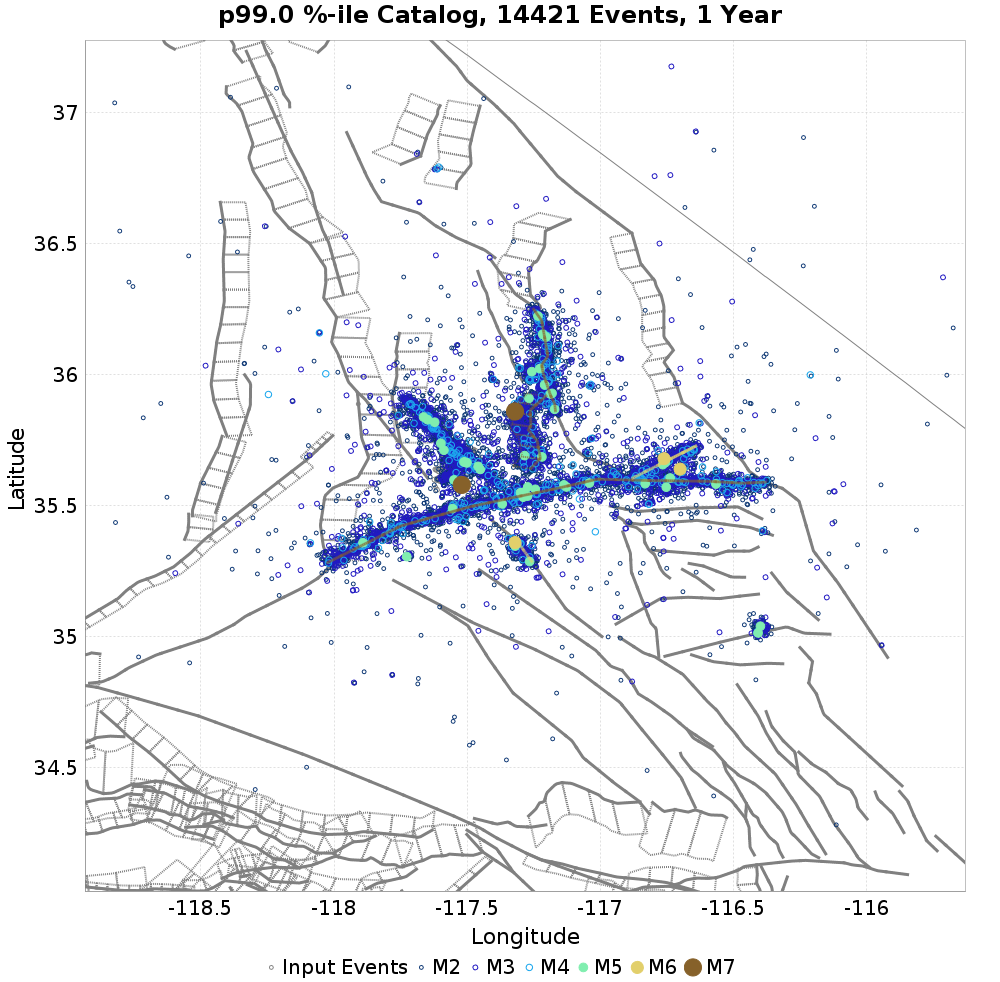 p99.0 %-ile Catalog, 14421 Events, 1 Year
37
36.5
36
35.5
35
34.5
Latitude
-118.5 -118 -117.5 -117 -116.5 -116
Longitude
Input Events M2 M3 M4 M5 M6 M7